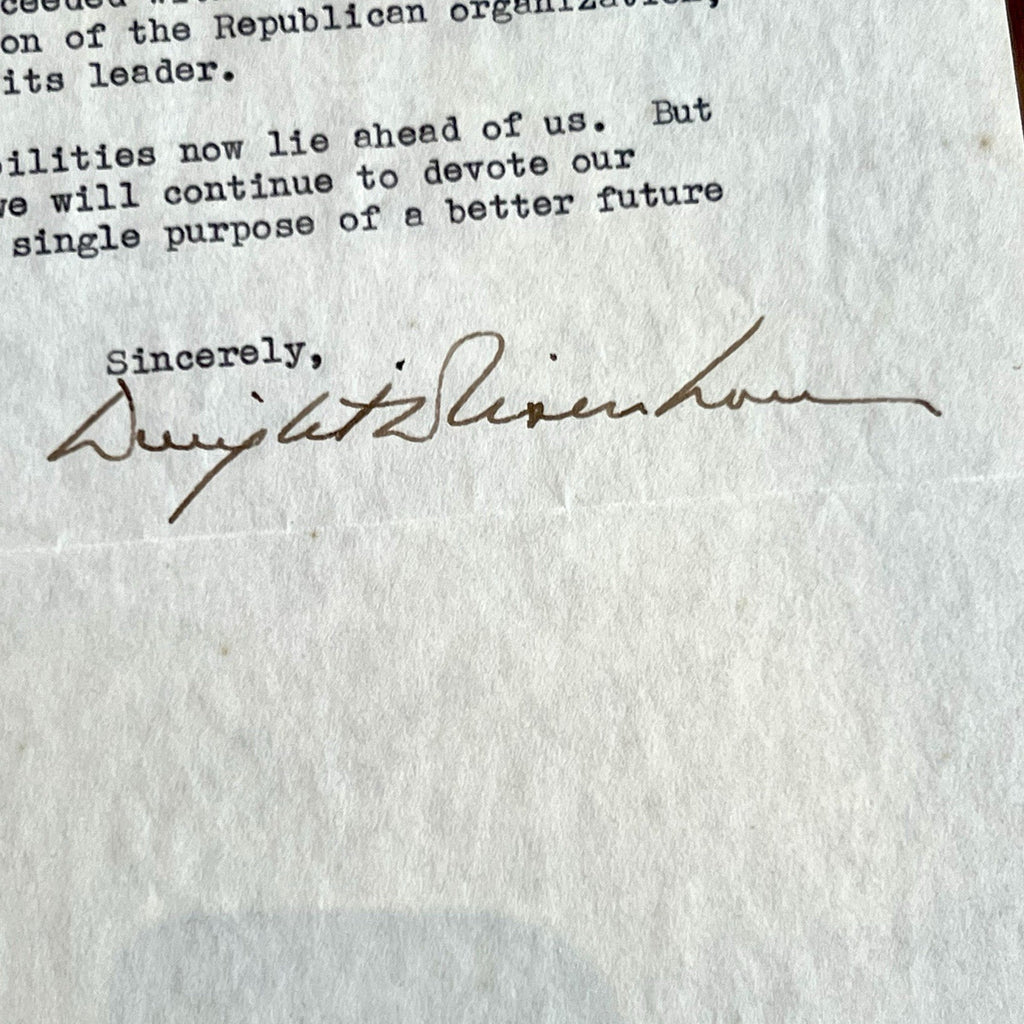 on of the Republican organization,
its leader.
ilities now lie ahead of us. But
we will continue to devote our
single purpose of a better future
Sincerely,
Dwight D Eisenhower